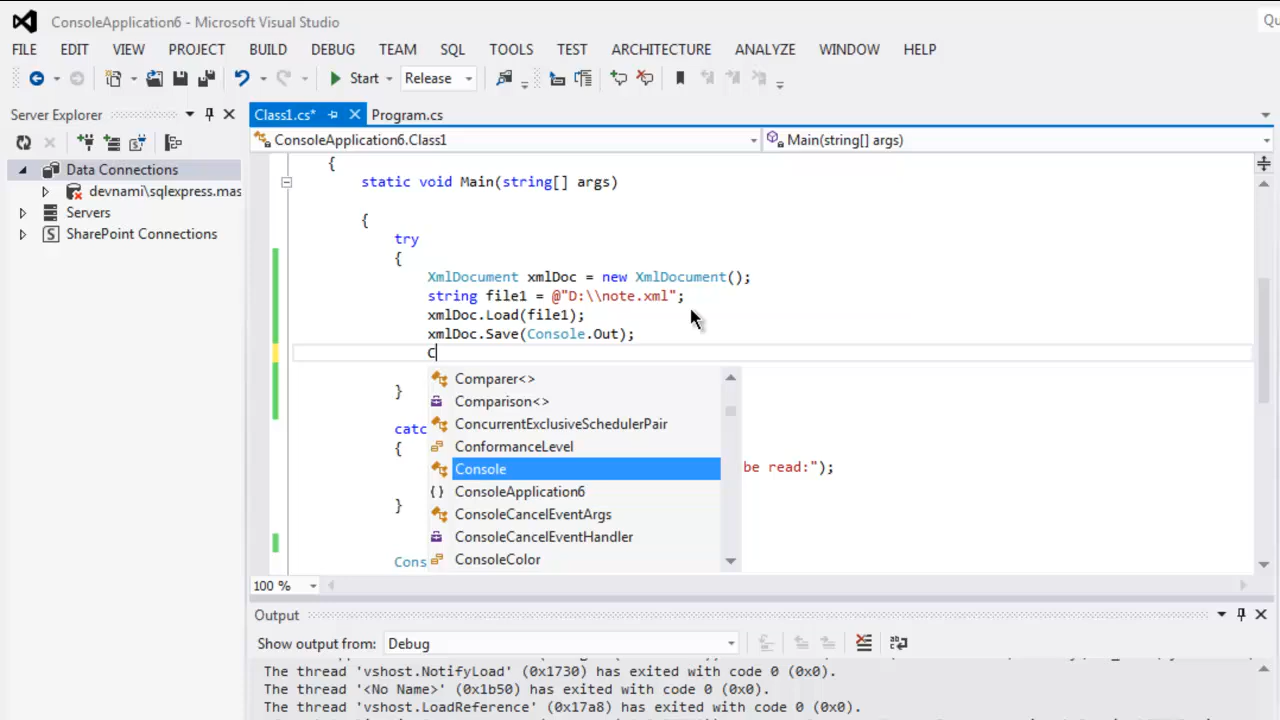 ConsoleApplication6 - Microsoft Visual Studio
Qu
FILE EDIT VIEW PROJECT BUILD DEBUG TEAM SQL TOOLS TEST ARCHITECTURE ANALYZE WINDOW HELP
Start Release
Server Explorer
Data Connections
devnami\sqlexpress.mas
Servers
SharePoint Connections
Class1.cs* Program.cs
ConsoleApplication6.Class1 Main(string[] args)
{
static void Main(string[] args)
{
try
{
XmlDocument xmlDoc = new XmlDocument();
string file1 = @"D:\\note.xml";
xmlDoc.Load(file1);
xmlDoc.Save(Console.Out);
C
}
catc
{
be read:");
}
Cons
Comparer<>
Comparison<>
ConcurrentExclusiveSchedulerPair
ConformanceLevel
Console
{} ConsoleApplication6
ConsoleCancelEventArgs
ConsoleCancelEventHandler
ConsoleColor
100 %
Output
Show output from: Debug
The thread 'vshost.NotifyLoad' (0x1730) has exited with code 0 (0x0).
The thread '<No Name>' (0x1b50) has exited with code 0 (0x0).
The thread 'vshost.LoadReference' (0x17a8) has exited with code 0 (0x0).